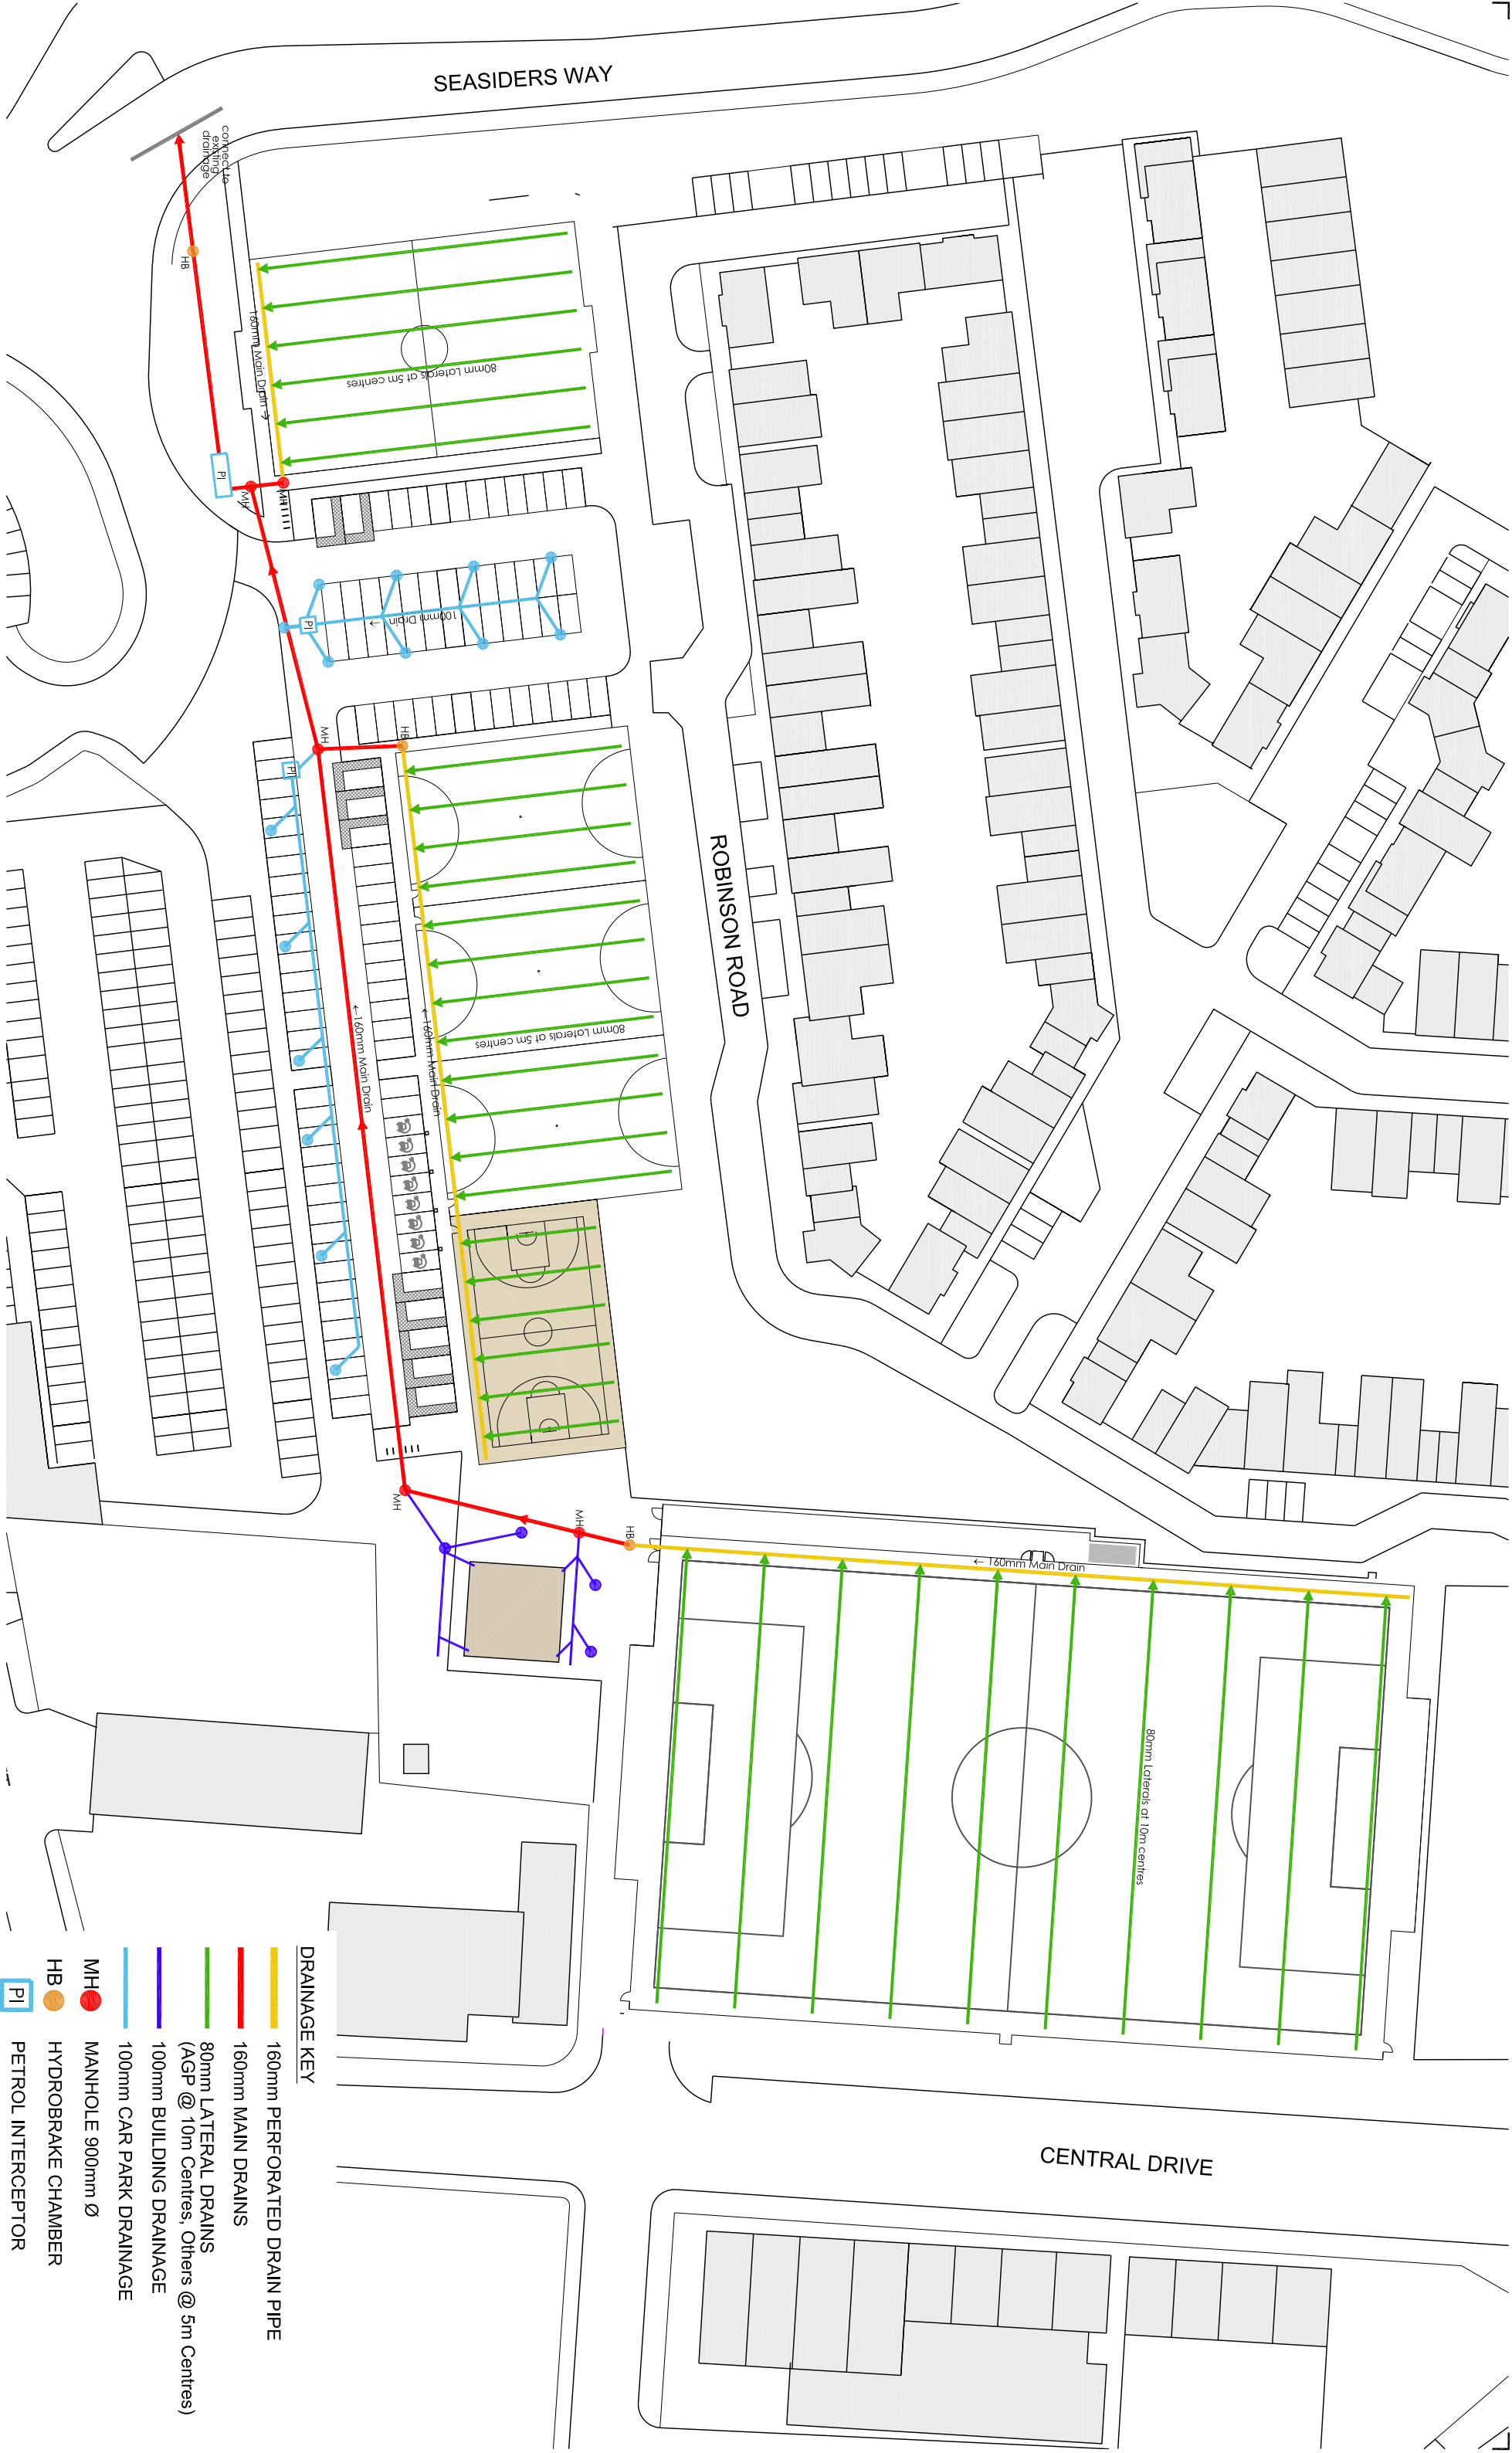 SEASIDERS WAY
connect to
existing
drainage
HB
160mm Main Drain →
80mm Laterals at 5m centres
PI
MH
MH
100mm Drain →
PI
MH
HB
PI
ROBINSON ROAD
←160mm Main Drain
←160mm Main Drain
80mm Laterals at 5m centres
MH
MH
HB
← 160mm Main Drain
80mm Laterals at 10m centres
CENTRAL DRIVE
DRAINAGE KEY
160mm PERFORATED DRAIN PIPE
160mm MAIN DRAINS
80mm LATERAL DRAINS
(AGP @ 10m Centres, Others @ 5m Centres)
100mm BUILDING DRAINAGE
100mm CAR PARK DRAINAGE
MH MANHOLE 900mm Ø
HB HYDROBRAKE CHAMBER
PI PETROL INTERCEPTOR